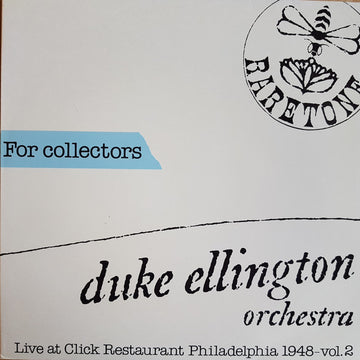 RARETONE
For collectors
duke ellington
orchestra
Live at Click Restaurant Philadelphia 1948-vol.2